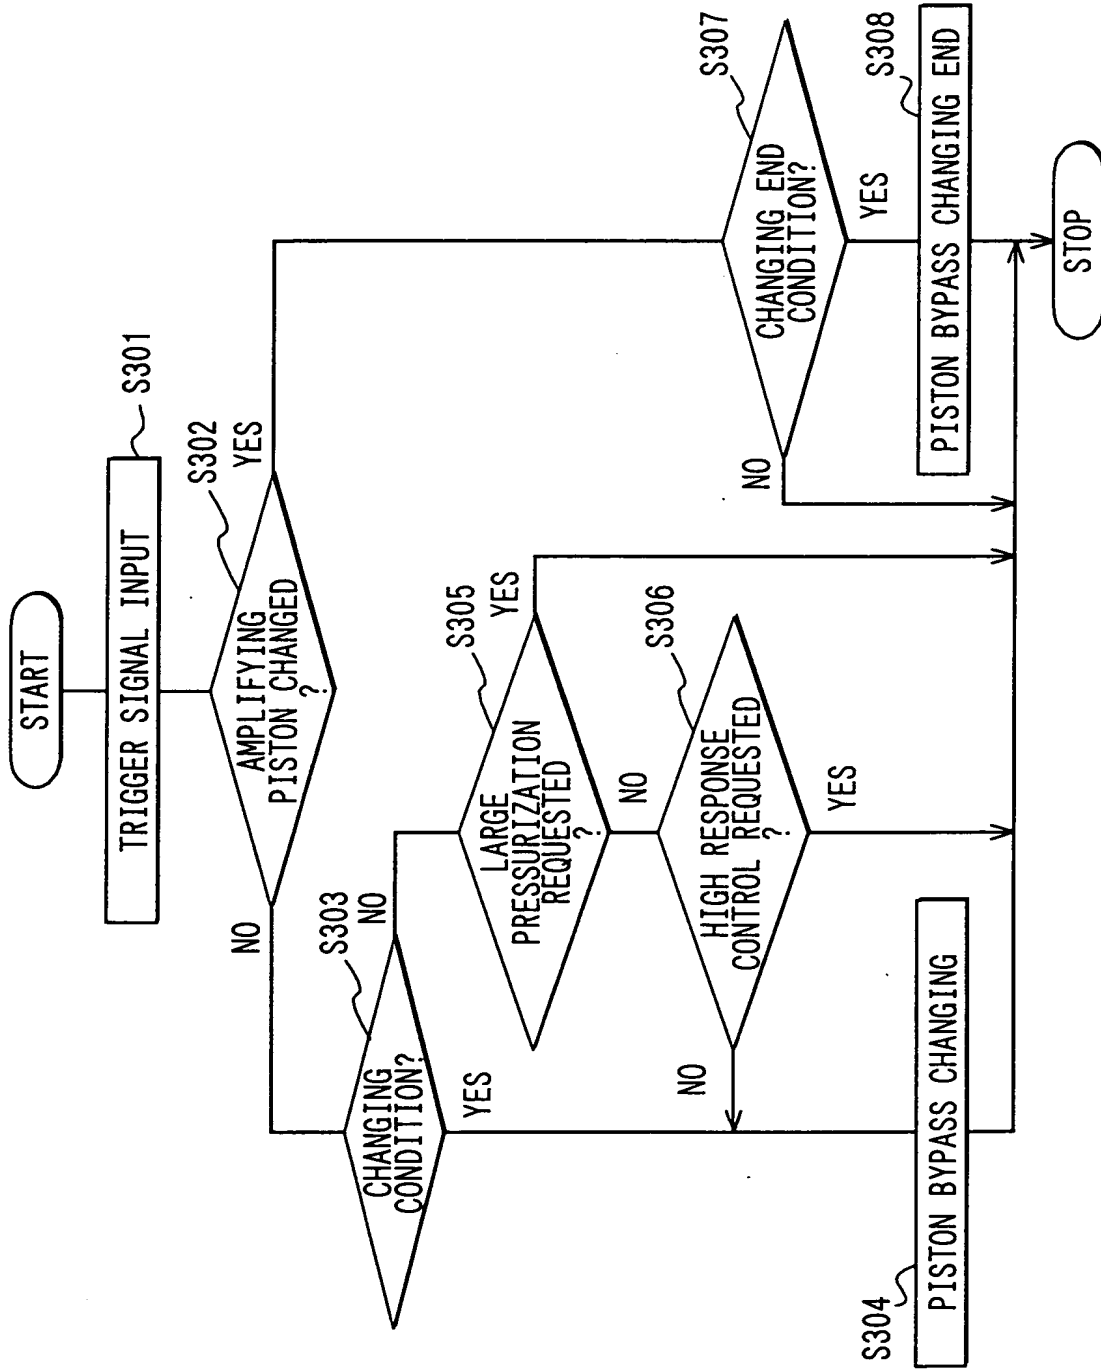 START
TRIGGER SIGNAL INPUT
S301
AMPLIFYING
PISTON CHANGED
?
S302
NO
YES
CHANGING
CONDITION?
S303
NO
YES
LARGE
PRESSURIZATION
REQUESTED
?
S305
YES
NO
HIGH RESPONSE
CONTROL REQUESTED
?
S306
NO
YES
CHANGING END
CONDITION?
S307
NO
YES
S304
PISTON BYPASS CHANGING
PISTON BYPASS CHANGING END
S308
STOP